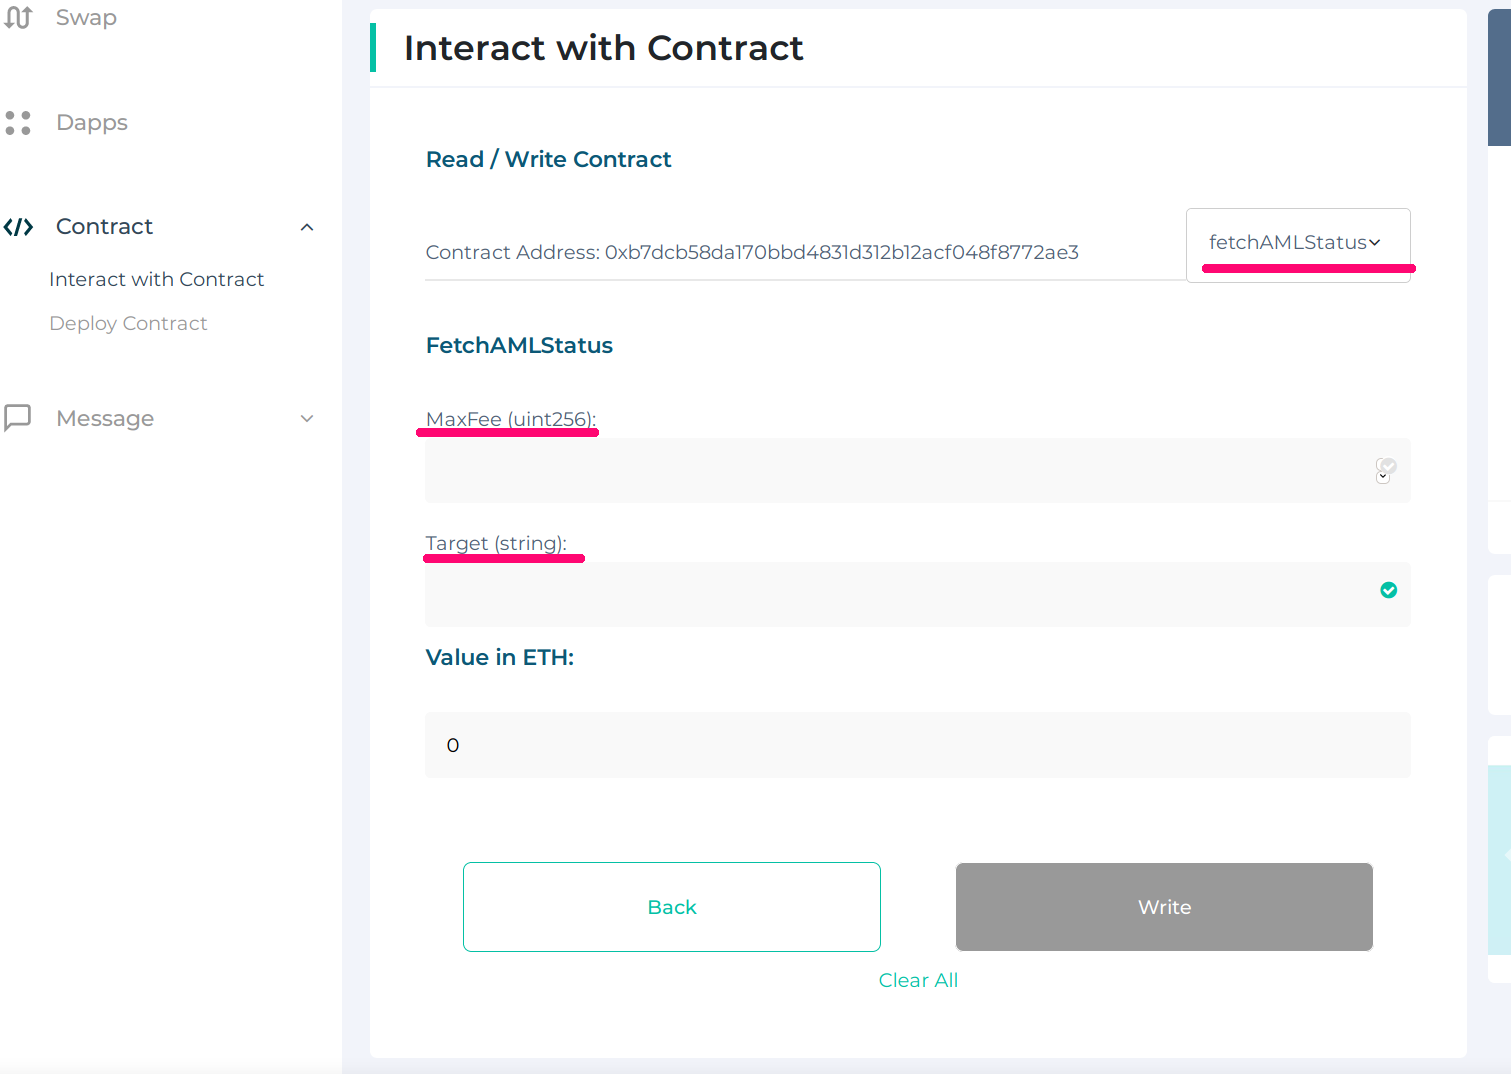 Swap
Dapps
Contract
Interact with Contract
Deploy Contract
Message
Interact with Contract
Read / Write Contract
Contract Address: 0xb7dcb58da170bbd4831d312b12acf048f8772ae3
fetchAMLStatus
FetchAMLStatus
MaxFee (uint256):
Target (string):
Value in ETH:
0
Back
Write
Clear All